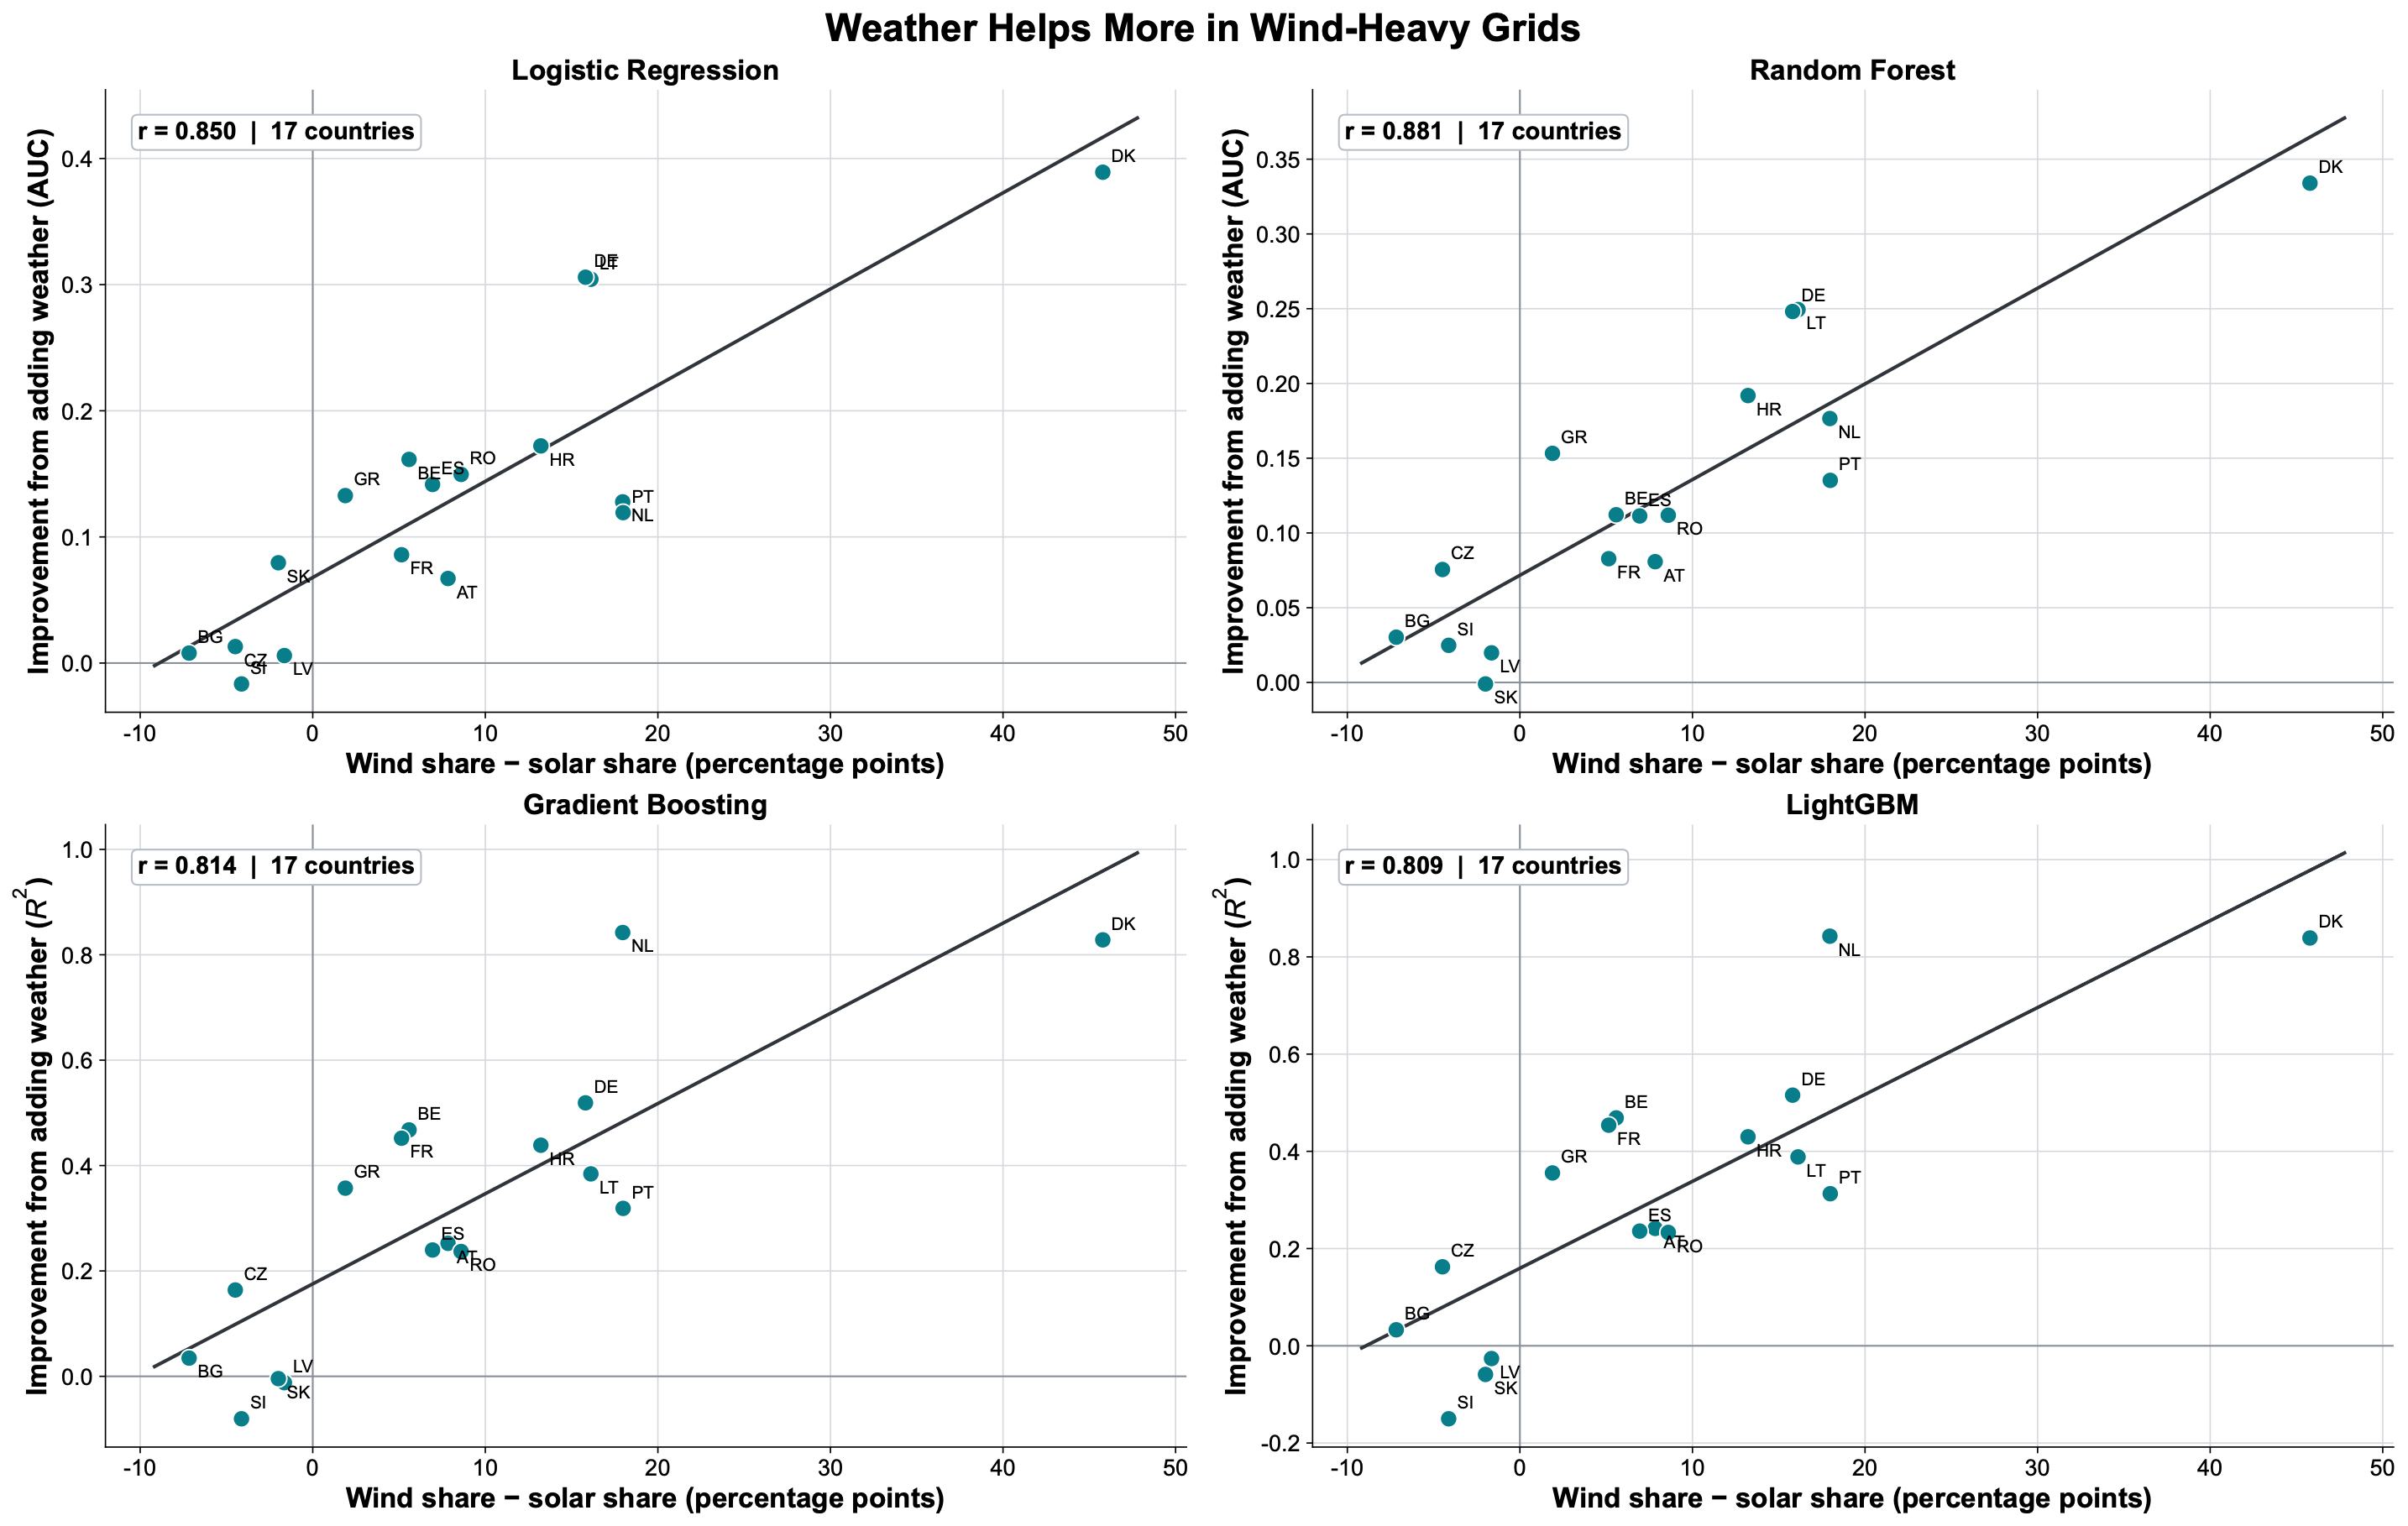 Weather Helps More in Wind-Heavy Grids
Logistic Regression
r = 0.850 | 17 countries
Improvement from adding weather (AUC)
0.4
0.3
0.2
0.1
0.0
DK
DE
LT
BE
ES
RO
HR
GR
PT
NL
FR
AT
SK
BG
CZ
SI
LV
-10 0 10 20 30 40 50
Wind share − solar share (percentage points)
Random Forest
r = 0.881 | 17 countries
Improvement from adding weather (AUC)
0.35
0.30
0.25
0.20
0.15
0.10
0.05
0.00
DK
DE
LT
HR
NL
GR
PT
BE
ES
RO
CZ
FR
AT
BG
SI
LV
SK
-10 0 10 20 30 40 50
Wind share − solar share (percentage points)
Gradient Boosting
r = 0.814 | 17 countries
Improvement from adding weather (R²)
1.0
0.8
0.6
0.4
0.2
0.0
DK
NL
DE
BE
FR
HR
GR
LT
PT
ES
AT
RO
CZ
BG
LV
SK
SI
-10 0 10 20 30 40 50
Wind share − solar share (percentage points)
LightGBM
r = 0.809 | 17 countries
Improvement from adding weather (R²)
1.0
0.8
0.6
0.4
0.2
0.0
-0.2
DK
NL
DE
BE
FR
HR
GR
LT
PT
ES
AT
RO
CZ
BG
LV
SK
SI
-10 0 10 20 30 40 50
Wind share − solar share (percentage points)